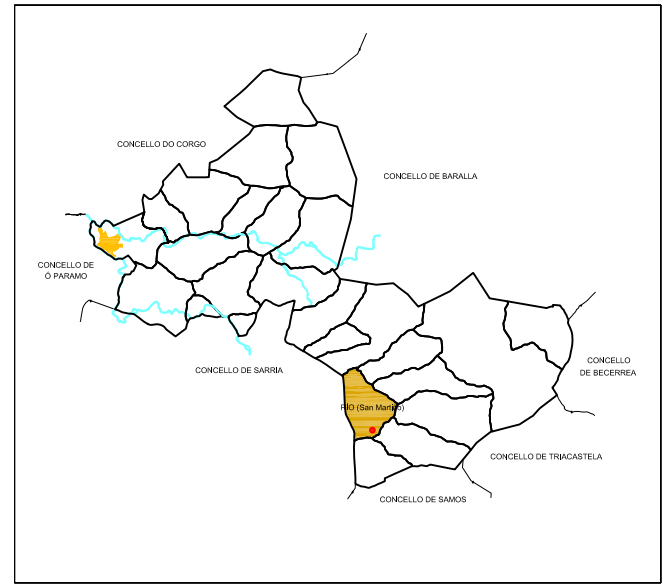 CONCELLO DO CORGO
CONCELLO DE BARALLA
CONCELLO DE
Ó PARAMO
CONCELLO DE SARRIA
CONCELLO
DE BECERREA
RÍO (San Martiño)
CONCELLO DE TRIACASTELA
CONCELLO DE SAMOS